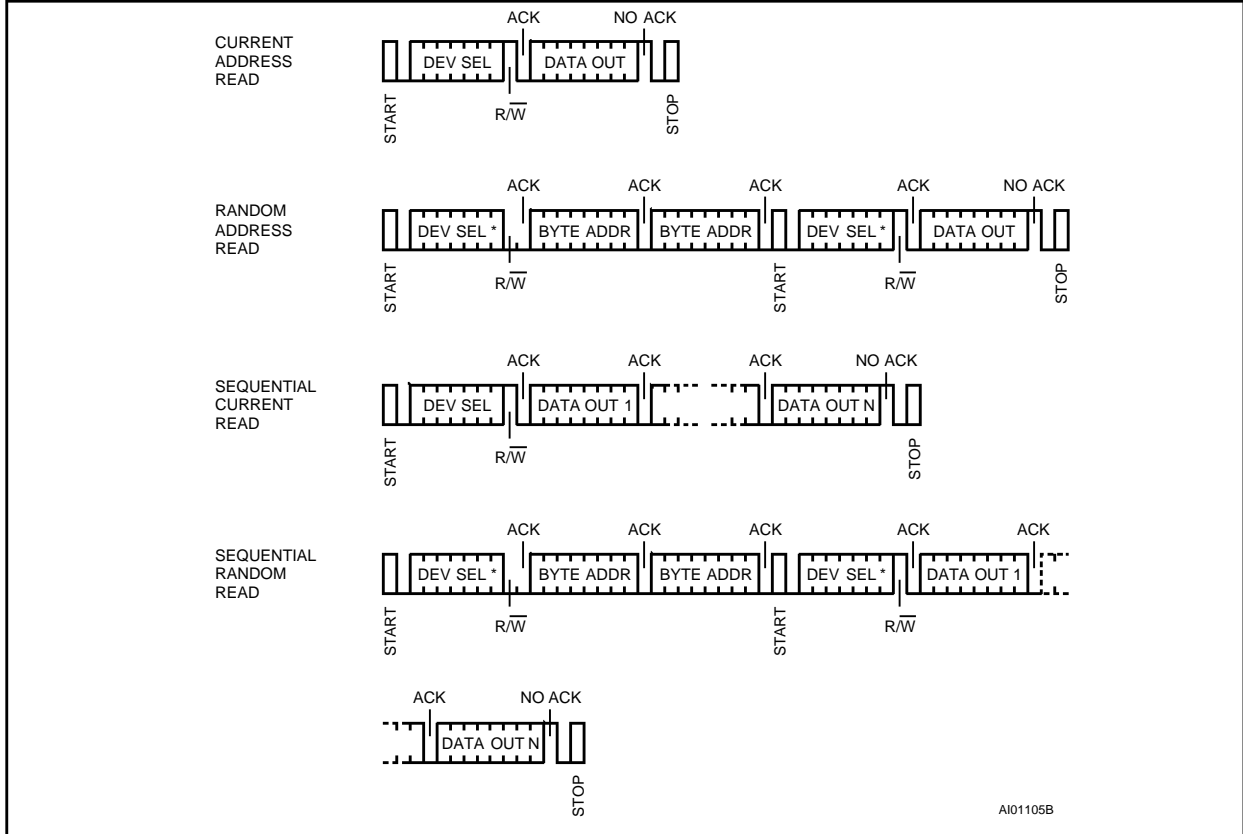 ACK NO ACK
CURRENT
ADDRESS
READ
DEV SEL DATA OUT
START R/W̅ STOP
ACK ACK ACK ACK NO ACK
RANDOM
ADDRESS
READ
DEV SEL * BYTE ADDR BYTE ADDR DEV SEL * DATA OUT
START R/W̅ START R/W̅ STOP
ACK ACK ACK NO ACK
SEQUENTIAL
CURRENT
READ
DEV SEL DATA OUT 1 DATA OUT N
START R/W̅ STOP
ACK ACK ACK ACK ACK
SEQUENTIAL
RANDOM
READ
DEV SEL * BYTE ADDR BYTE ADDR DEV SEL * DATA OUT 1
START R/W̅ START R/W̅
ACK NO ACK
DATA OUT N
STOP
AI01105B